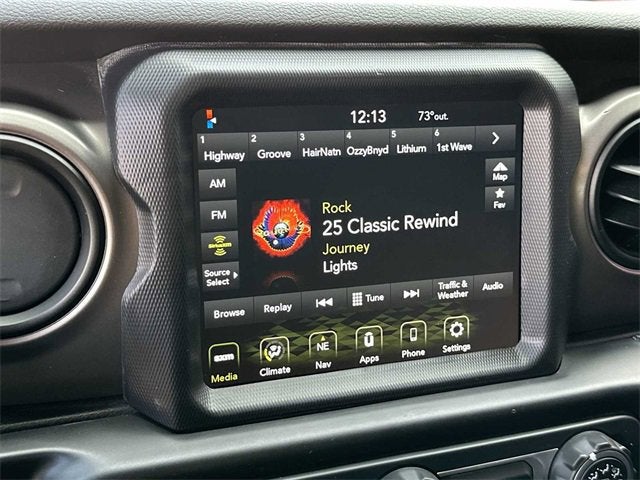 12:13 73°out.
1 Highway 2 Groove 3 HairNatn 4 OzzyBnyd 5 Lithium 6 1st Wave
AM
Map
FM
Fav
siriusxm
Source Select
Rock
25 Classic Rewind
Journey
Lights
Browse Replay Tune Traffic & Weather Audio
sxm NE
Media Climate Nav Apps Phone Settings